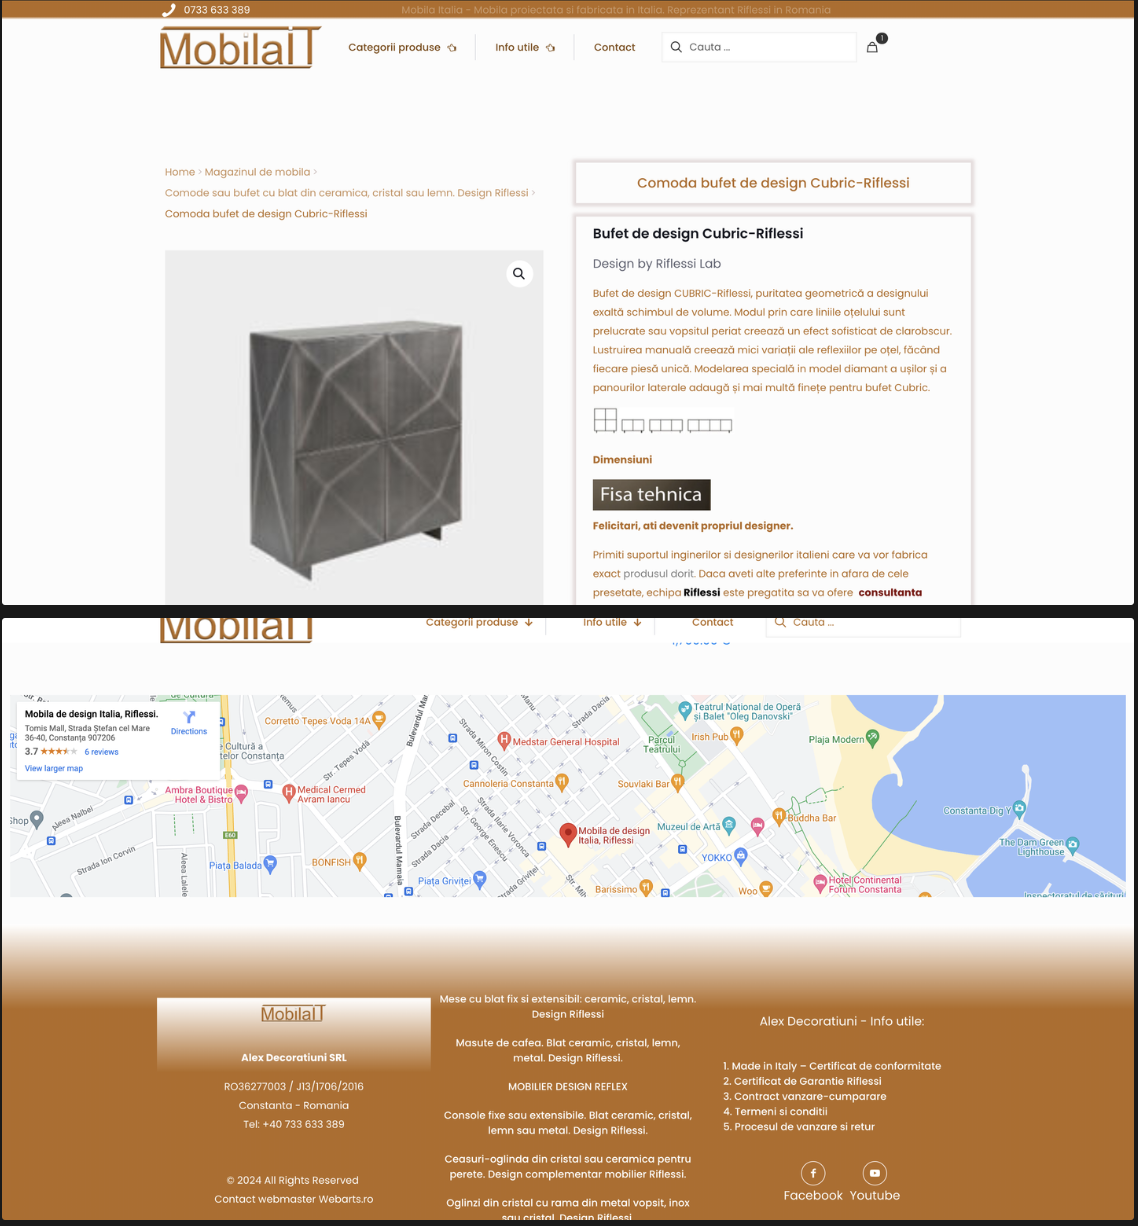 0733 633 389
Mobila Italia - Mobila proiectata si fabricata in Italia. Reprezentant Riflessi in Romania
MobilaIT
Categorii produse
Info utile
Contact
Cauta ...
1
Home > Magazinul de mobila >
Comode sau bufet cu blat din ceramica, cristal sau lemn. Design Riflessi >
Comoda bufet de design Cubric-Riflessi
Comoda bufet de design Cubric-Riflessi
Bufet de design Cubric-Riflessi
Design by Riflessi Lab
Bufet de design CUBRIC-Riflessi, puritatea geometrică a designului
exaltă schimbul de volume. Modul prin care liniile oțelului sunt
prelucrate sau vopsitul periat creează un efect sofisticat de clarobscur.
Lustruirea manuală creează mici variații ale reflexiilor pe oțel, făcând
fiecare piesă unică. Modelarea specială in model diamant a ușilor și a
panourilor laterale adaugă și mai multă finețe pentru bufet Cubric.
Dimensiuni
Fisa tehnica
Felicitari, ati devenit propriul designer.
Primiti suportul inginerilor si designerilor italieni care va vor fabrica
exact produsul dorit. Daca aveti alte preferinte in afara de cele
presetate, echipa Riflessi este pregatita sa va ofere consultanta
MobilaIT
Categorii produse
Info utile
Contact
Cauta ...
Mobila de design Italia, Riflessi.
Tomis Mall, Strada Ștefan cel Mare
36-40, Constanța 907206
3.7
6 reviews
View larger map
Directions
Corretto Tepes Voda 14A
Cultură a
telor Constanța
Str. Tepes Vodă
Bulevardul Mamaia
Medstar General Hospital
Strada Miron Costin
Strada Dacia
Parcul
Teatrului
Teatrul Național de Operă
și Balet "Oleg Danovski"
Irish Pub
Plaja Modern
Ambra Boutique
Hotel & Bistro
Medical Cermed
Avram Iancu
Cannoleria Constanta
Souvlaki Bar
Shop
Aleea Nalbei
Strada Ion Corvin
E60
Strada Decebal
Strada Dacia
Str. George Enescu
Strada Ilarie Voronca
Mobila de design
Italia, Riflessi
Muzeul de Artă
Buddha Bar
Constanta Dig Y
The Dam Green
Lighthouse
Piața Balada
BONFISH
Piața Griviței
Strada Griviței
YOKKO
Barissimo
Woo
Hotel Continental
Forum Constanta
MobilaIT
Alex Decoratiuni SRL
RO36277003 / J13/1706/2016
Constanta - Romania
Tel: +40 733 633 389
© 2024 All Rights Reserved
Contact webmaster Webarts.ro
Mese cu blat fix si extensibil: ceramic, cristal, lemn.
Design Riflessi
Masute de cafea. Blat ceramic, cristal, lemn,
metal. Design Riflessi.
MOBILIER DESIGN REFLEX
Console fixe sau extensibile. Blat ceramic, cristal,
lemn sau metal. Design Riflessi.
Ceasuri-oglinda din cristal sau ceramica pentru
perete. Design complementar mobilier Riflessi.
Oglinzi din cristal cu rama din metal vopsit, inox
sau cristal. Design Riflessi
Alex Decoratiuni - Info utile:
1. Made in Italy – Certificat de conformitate
2. Certificat de Garantie Riflessi
3. Contract vanzare-cumparare
4. Termeni si conditii
5. Procesul de vanzare si retur
Facebook
Youtube